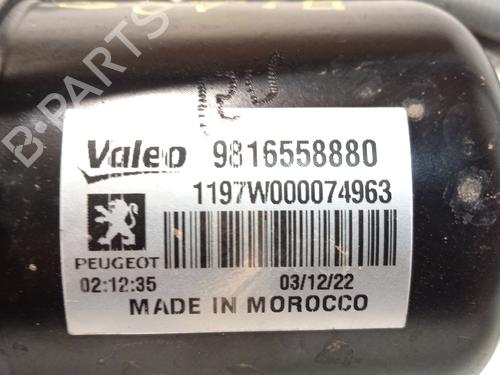 B-PARTS
Valeo 9816558880
1197W000074963
PEUGEOT
02:12:35 03/12/22
MADE IN MOROCCO